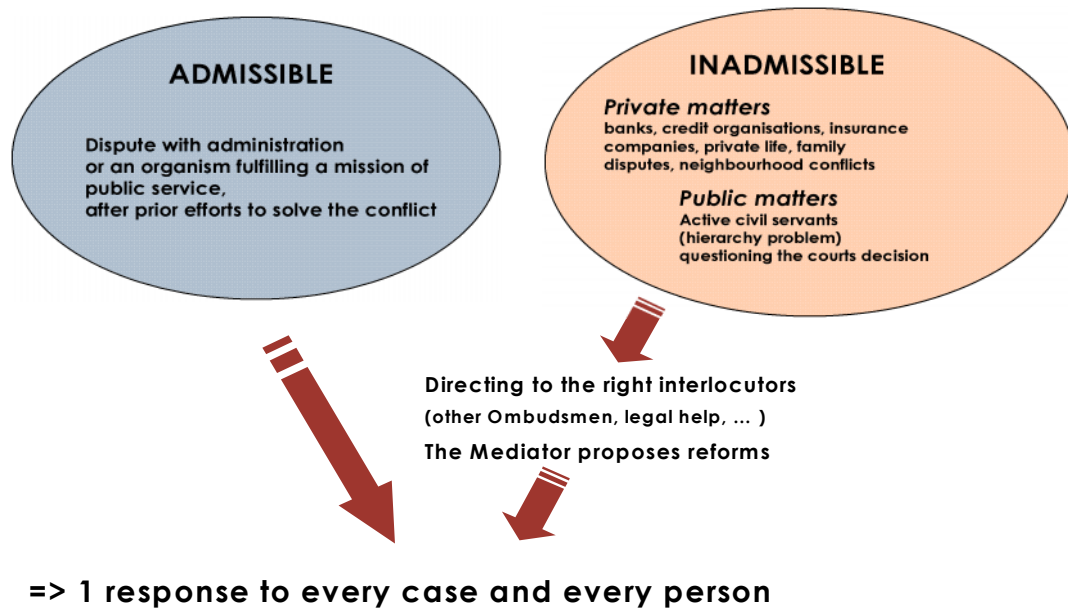 ADMISSIBLE
Dispute with administration
or an organism fulfilling a mission of
public service,
after prior efforts to solve the conflict
INADMISSIBLE
Private matters
banks, credit organisations, insurance
companies, private life, family
disputes, neighbourhood conflicts
Public matters
Active civil servants
(hierarchy problem)
questioning the courts decision
Directing to the right interlocutors
(other Ombudsmen, legal help, ... )
The Mediator proposes reforms
=> 1 response to every case and every person